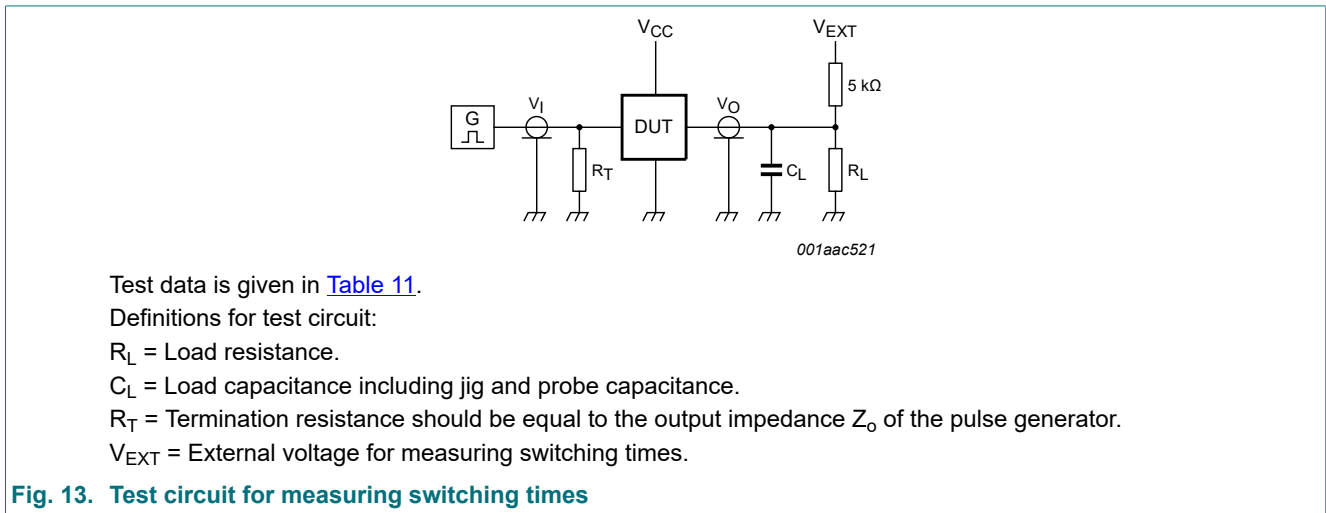 VCC
VEXT
5 kΩ
G
VI
DUT
VO
RT
CL
RL
001aac521
Test data is given in Table 11.
Definitions for test circuit:
RL = Load resistance.
CL = Load capacitance including jig and probe capacitance.
RT = Termination resistance should be equal to the output impedance Zo of the pulse generator.
VEXT = External voltage for measuring switching times.
Fig. 13. Test circuit for measuring switching times